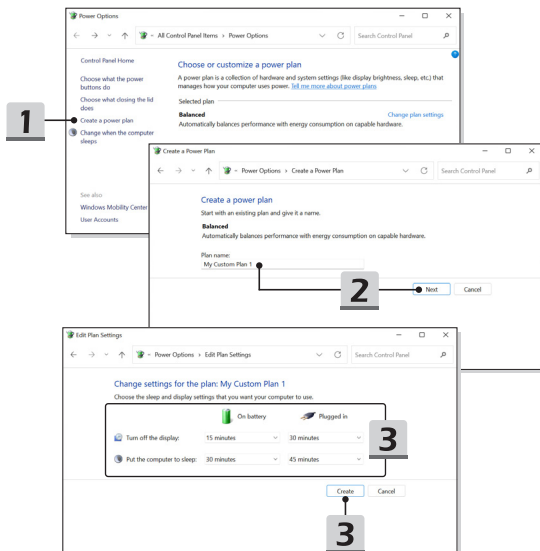 Power Options
All Control Panel Items › Power Options
Search Control Panel
Control Panel Home
Choose what the power
buttons do
Choose what closing the lid
does
Create a power plan
Change when the computer
sleeps
See also
Windows Mobility Center
User Accounts
Choose or customize a power plan
A power plan is a collection of hardware and system settings (like display brightness, sleep, etc.) that
manages how your computer uses power. Tell me more about power plans
Selected plan
Balanced
Change plan settings
Automatically balances performance with energy consumption on capable hardware.
1
Create a Power Plan
Power Options › Create a Power Plan
Search Control Panel
Create a power plan
Start with an existing plan and give it a name.
Balanced
Automatically balances performance with energy consumption on capable hardware.
Plan name:
My Custom Plan 1
2
Next Cancel
Edit Plan Settings
Power Options › Edit Plan Settings
Search Control Panel
Change settings for the plan: My Custom Plan 1
Choose the sleep and display settings that you want your computer to use.
On battery Plugged in
Turn off the display: 15 minutes 30 minutes
Put the computer to sleep: 30 minutes 45 minutes
3
Create Cancel
3